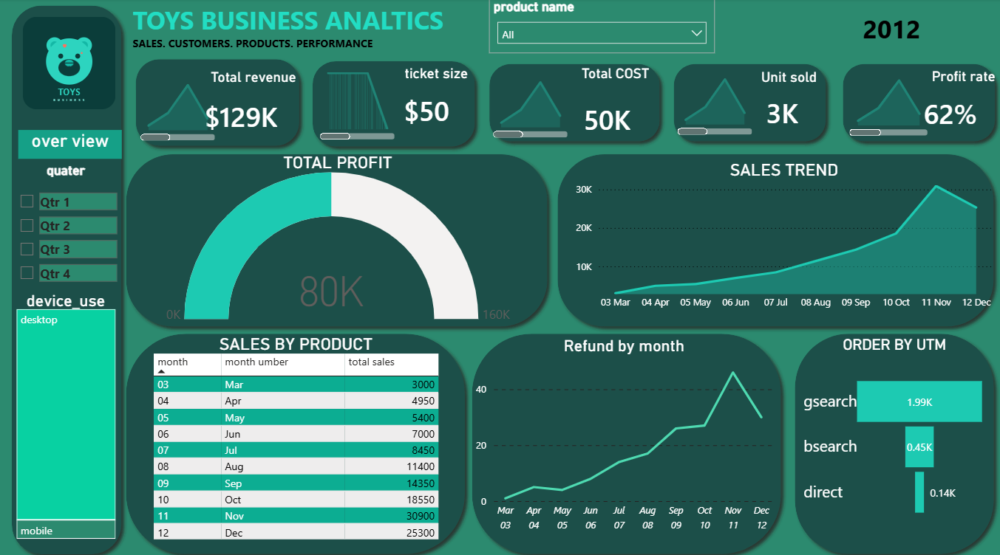 TOYS
BUSINESS
over view
quater
Qtr 1
Qtr 2
Qtr 3
Qtr 4
device_use
desktop
mobile
TOYS BUSINESS ANALTICS
SALES. CUSTOMERS. PRODUCTS. PERFORMANCE
product name
All
2012
Total revenue
$129K
ticket size
$50
Total COST
50K
Unit sold
3K
Profit rate
62%
TOTAL PROFIT
80K
0K
160K
SALES TREND
30K
20K
10K
03 Mar 04 Apr 05 May 06 Jun 07 Jul 08 Aug 09 Sep 10 Oct 11 Nov 12 Dec
SALES BY PRODUCT
month month umber total sales
03 Mar 3000
04 Apr 4950
05 May 5400
06 Jun 7000
07 Jul 8450
08 Aug 11400
09 Sep 14350
10 Oct 18550
11 Nov 30900
12 Dec 25300
Refund by month
40
20
0
Mar Apr May Jun Jul Aug Sep Oct Nov Dec
03 04 05 06 07 08 09 10 11 12
ORDER BY UTM
gsearch 1.99K
bsearch 0.45K
direct 0.14K